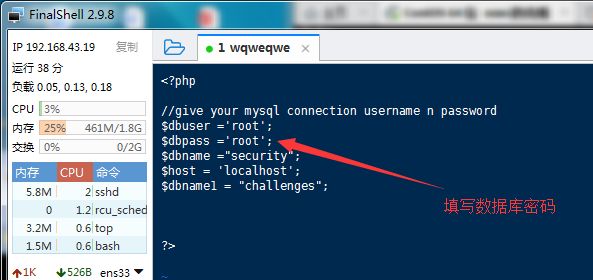 FinalShell 2.9.8
IP 192.168.43.19 复制
运行 38 分
负载 0.05, 0.13, 0.18
CPU 3%
内存 25% 461M/1.8G
交换 0% 0/2G
内存 CPU 命令
5.8M 2 sshd
0 1.2 rcu_sched
3.2M 0.6 top
1.5M 0.6 bash
1K 526B ens33
1 wqweqwe
<?php
//give your mysql connection username n password
$dbuser ='root';
$dbpass ='root';
$dbname ="security";
$host = 'localhost';
$dbname1 = "challenges";
填写数据库密码
?>
~